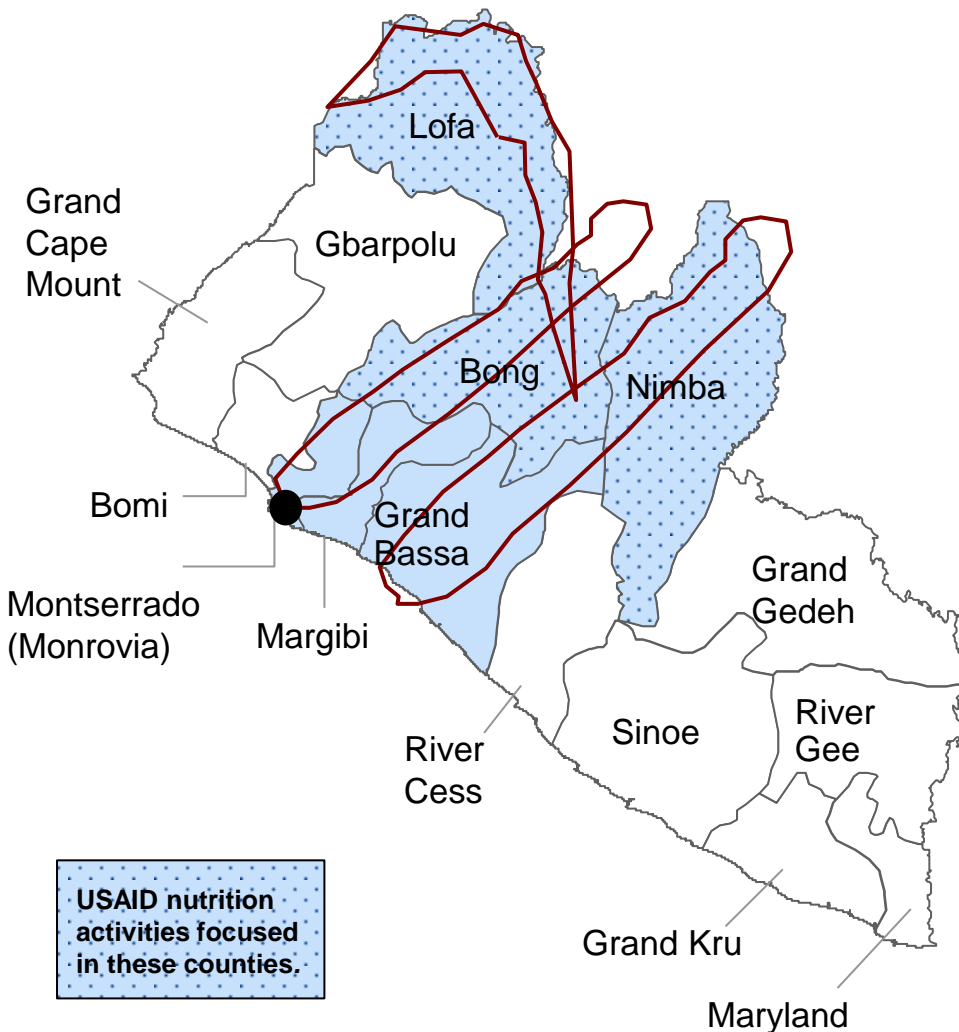 Lofa
Grand
Cape
Mount
Gbarpolu
Bong
Nimba
Bomi
Grand
Bassa
Montserrado
(Monrovia)
Margibi
Grand
Gedeh
River
Cess
Sinoe
River
Gee
USAID nutrition
activities focused
in these counties.
Grand Kru
Maryland